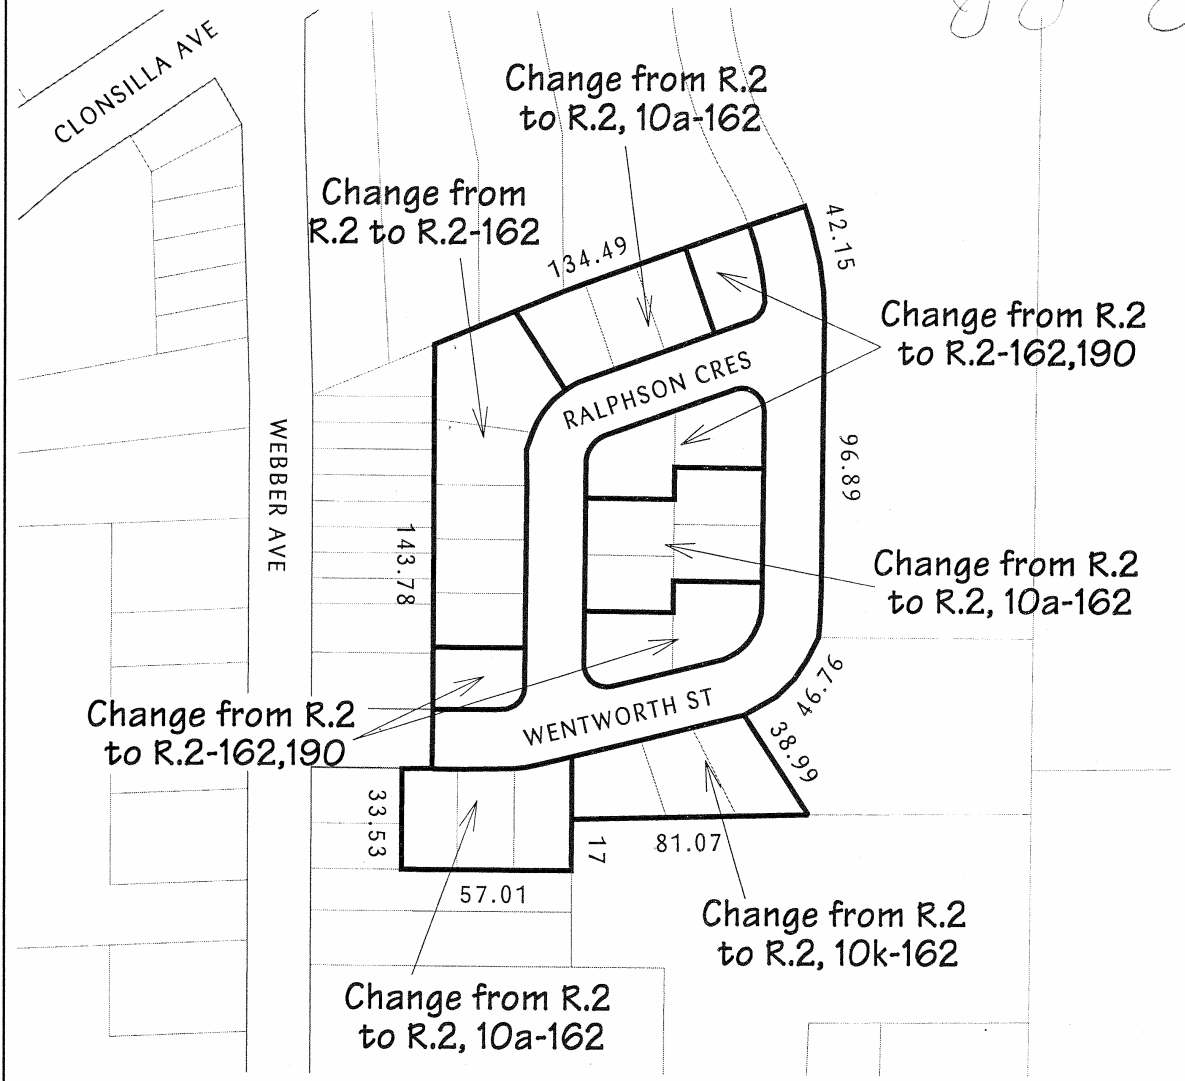 CLONSILLA AVE
Change from R.2
to R.2, 10a-162
Change from
R.2 to R.2-162
134.49
42.15
Change from R.2
to R.2-162,190
RALPHSON CRES
WEBBER AVE
96.89
143.78
Change from R.2
to R.2, 10a-162
46.76
Change from R.2
to R.2-162,190
WENTWORTH ST
38.99
33.53
17
81.07
57.01
Change from R.2
to R.2, 10k-162
Change from R.2
to R.2, 10a-162